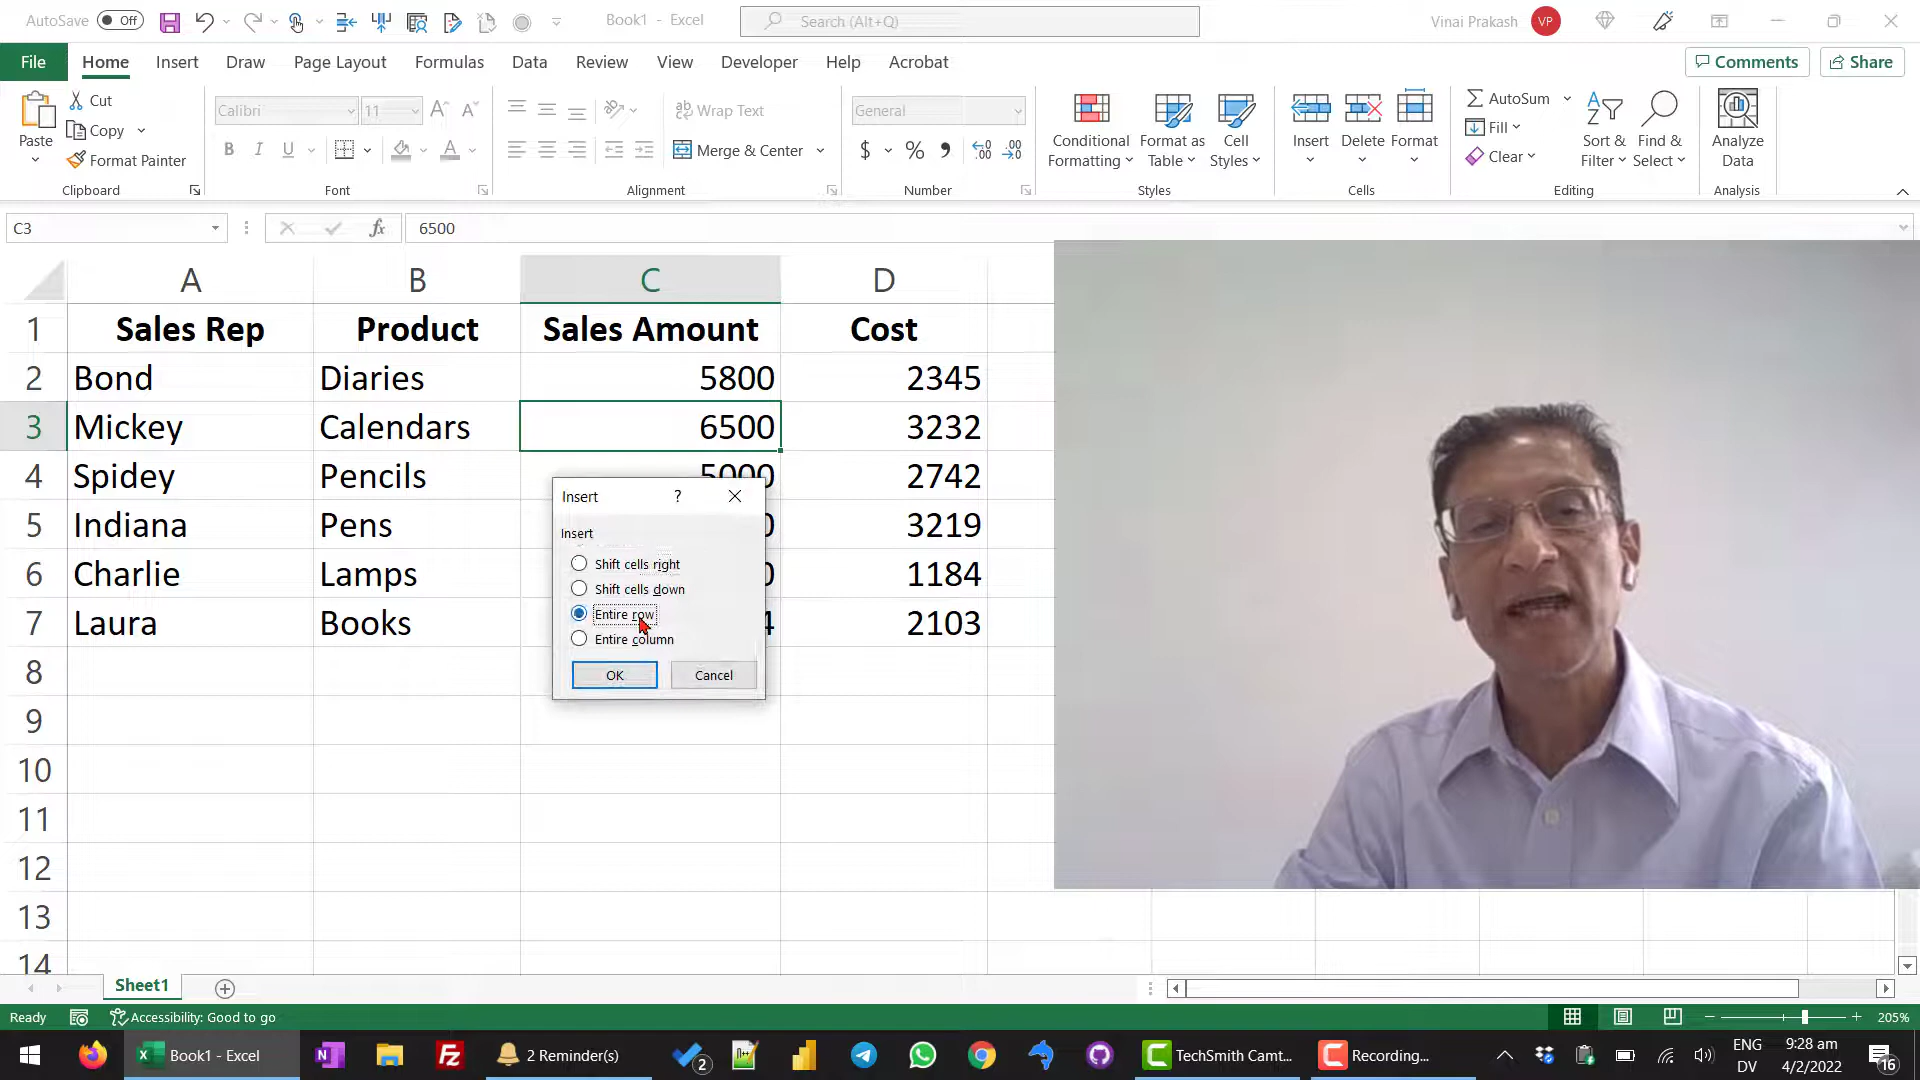 AutoSave Off
Book1 - Excel
Search (Alt+Q)
Vinai Prakash VP
File Home Insert Draw Page Layout Formulas Data Review View Developer Help Acrobat
Comments Share
Paste Cut Copy Format Painter
Clipboard
Calibri 11
B I U
Font
Wrap Text
Merge & Center
Alignment
General
$ % ,
Number
Conditional Formatting
Format as Table
Cell Styles
Styles
Insert Delete Format
Cells
AutoSum
Fill
Clear
Sort & Filter
Find & Select
Editing
Analyze Data
Analysis
C3 fx 6500
A B C D
1 Sales Rep Product Sales Amount Cost
2 Bond Diaries 5800 2345
3 Mickey Calendars 6500 3232
4 Spidey Pencils 5000 2742
5 Indiana Pens 3219
6 Charlie Lamps 1184
7 Laura Books 4 2103
8
9
10
11
12
13
14
Insert ?
Insert
Shift cells right
Shift cells down
Entire row
Entire column
OK Cancel
Sheet1
Ready Accessibility: Good to go
205%
Book1 - Excel
2 Reminder(s)
2
TechSmith Camt...
Recording...
ENG
DV
9:28 am
4/2/2022
16